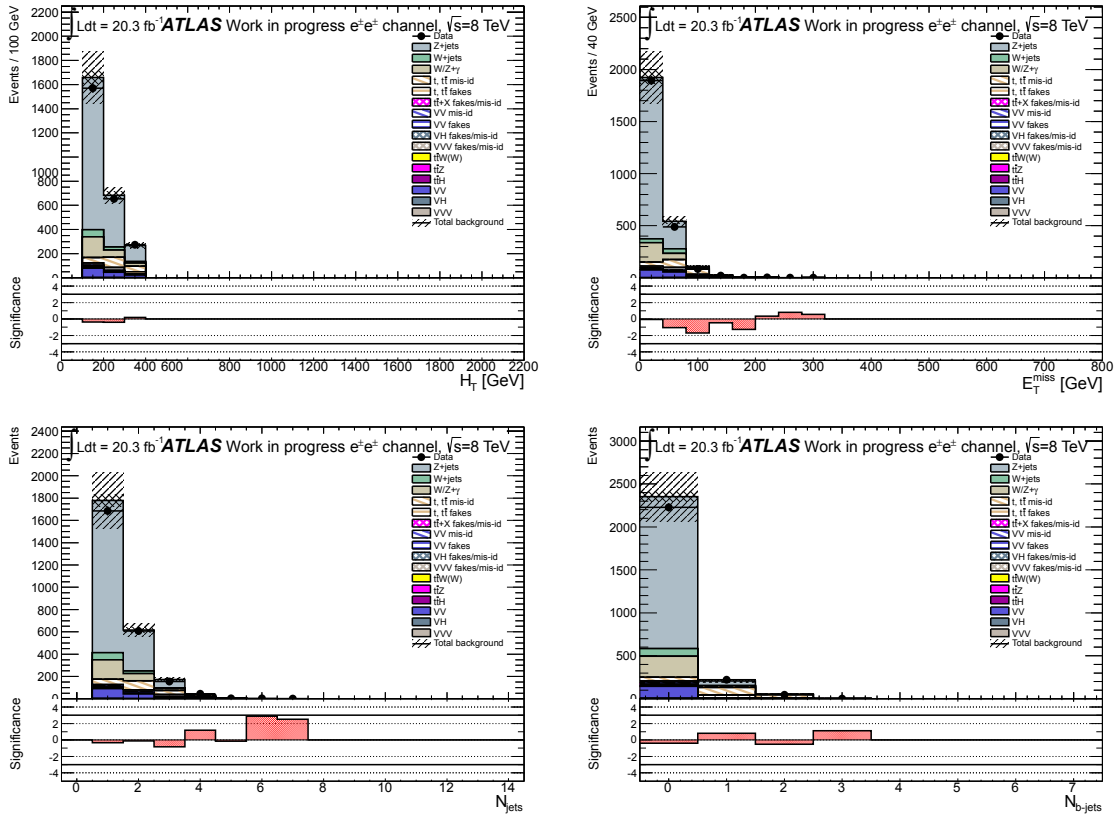 ∫ Ldt = 20.3 fb⁻¹ ATLAS Work in progress e±e± channel, √s=8 TeV
Events / 100 GeV
2200
2000
1800
1600
1400
1200
1000
800
600
400
200
0
Data
Z+jets
W+jets
W/Z+γ
t, tt̄ mis-id
t, tt̄ fakes
tt̄+X fakes/mis-id
VV mis-id
VV fakes
VH fakes/mis-id
VVV fakes/mis-id
tt̄W(W)
tt̄Z
tt̄H
VV
VH
VVV
Total background
Significance
4
2
0
-2
-4
0 200 400 600 800 1000 1200 1400 1600 1800 2000 2200
H_T [GeV]
∫ Ldt = 20.3 fb⁻¹ ATLAS Work in progress e±e± channel, √s=8 TeV
Events / 40 GeV
2500
2000
1500
1000
500
0
Data
Z+jets
W+jets
W/Z+γ
t, tt̄ mis-id
t, tt̄ fakes
tt̄+X fakes/mis-id
VV mis-id
VV fakes
VH fakes/mis-id
VVV fakes/mis-id
tt̄W(W)
tt̄Z
tt̄H
VV
VH
VVV
Total background
Significance
4
2
0
-2
-4
0 100 200 300 400 500 600 700 800
E_T^miss [GeV]
∫ Ldt = 20.3 fb⁻¹ ATLAS Work in progress e±e± channel, √s=8 TeV
Events
2400
2200
2000
1800
1600
1400
1200
1000
800
600
400
200
0
Data
Z+jets
W+jets
W/Z+γ
t, tt̄ mis-id
t, tt̄ fakes
tt̄+X fakes/mis-id
VV mis-id
VV fakes
VH fakes/mis-id
VVV fakes/mis-id
tt̄W(W)
tt̄Z
tt̄H
VV
VH
VVV
Total background
Significance
4
2
0
-2
-4
0 2 4 6 8 10 12 14
N_jets
∫ Ldt = 20.3 fb⁻¹ ATLAS Work in progress e±e± channel, √s=8 TeV
Events
3000
2500
2000
1500
1000
500
0
Data
Z+jets
W+jets
W/Z+γ
t, tt̄ mis-id
t, tt̄ fakes
tt̄+X fakes/mis-id
VV mis-id
VV fakes
VH fakes/mis-id
VVV fakes/mis-id
tt̄W(W)
tt̄Z
tt̄H
VV
VH
VVV
Total background
Significance
4
2
0
-2
-4
0 1 2 3 4 5 6 7
N_b-jets